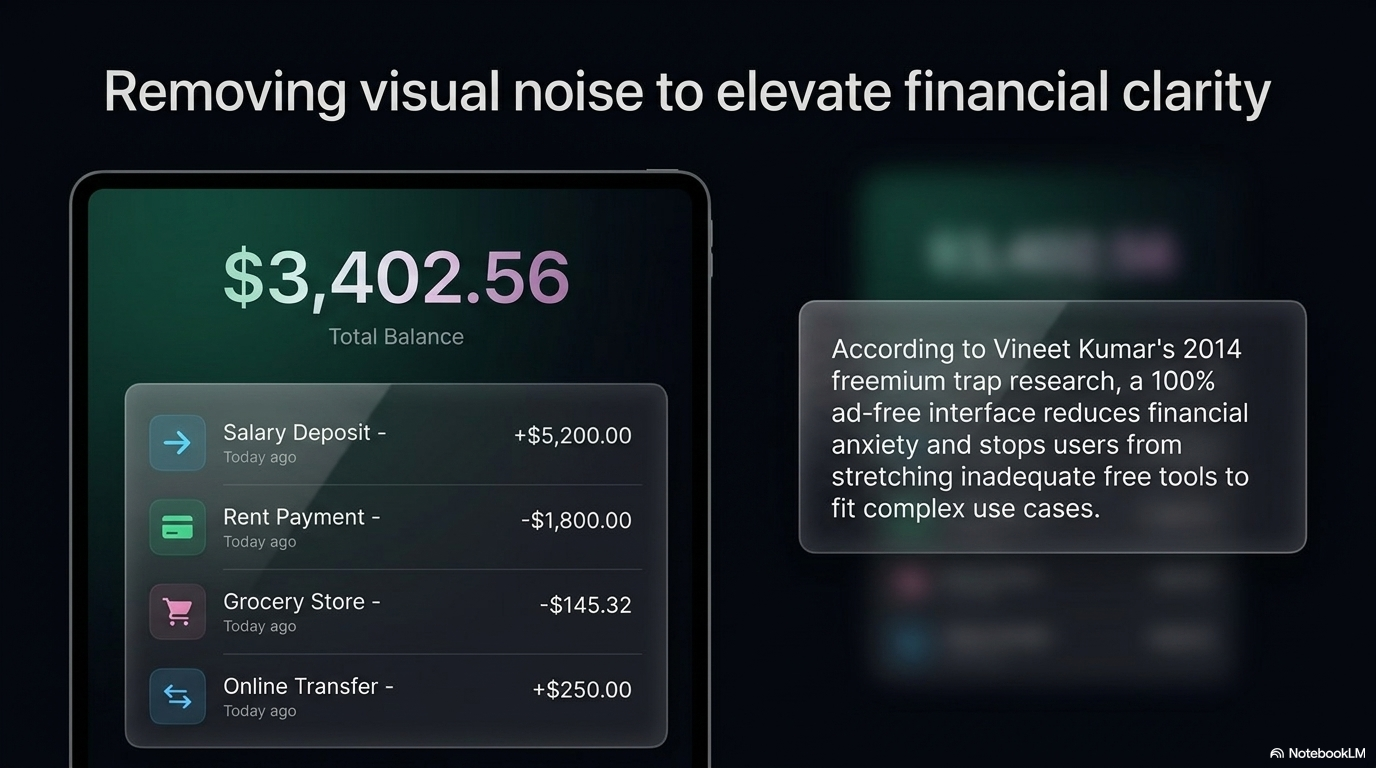 Removing visual noise to elevate financial clarity
$3,402.56
Total Balance
Salary Deposit -
+$5,200.00
Today ago
Rent Payment -
-$1,800.00
Today ago
Grocery Store -
-$145.32
Today ago
Online Transfer -
+$250.00
Today ago
According to Vineet Kumar's 2014
freemium trap research, a 100%
ad-free interface reduces financial
anxiety and stops users from
stretching inadequate free tools to
fit complex use cases.
NotebookLM